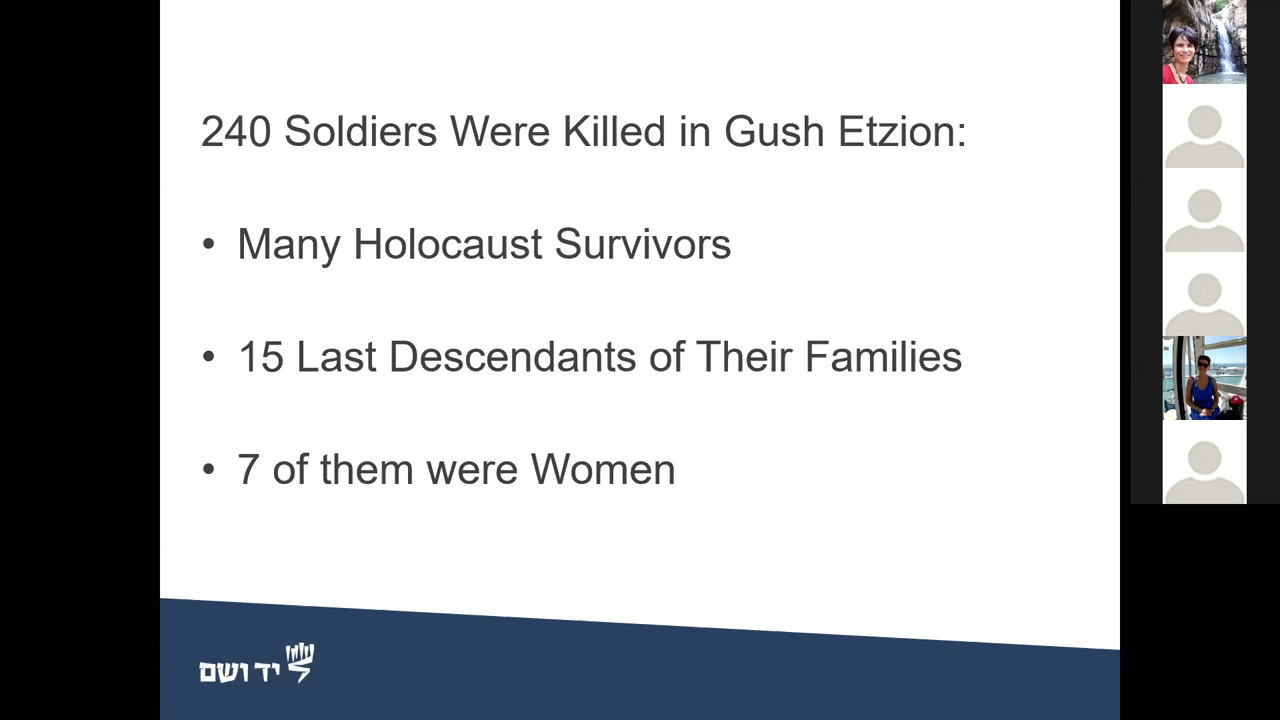 240 Soldiers Were Killed in Gush Etzion:
• Many Holocaust Survivors
• 15 Last Descendants of Their Families
• 7 of them were Women
יד ושם